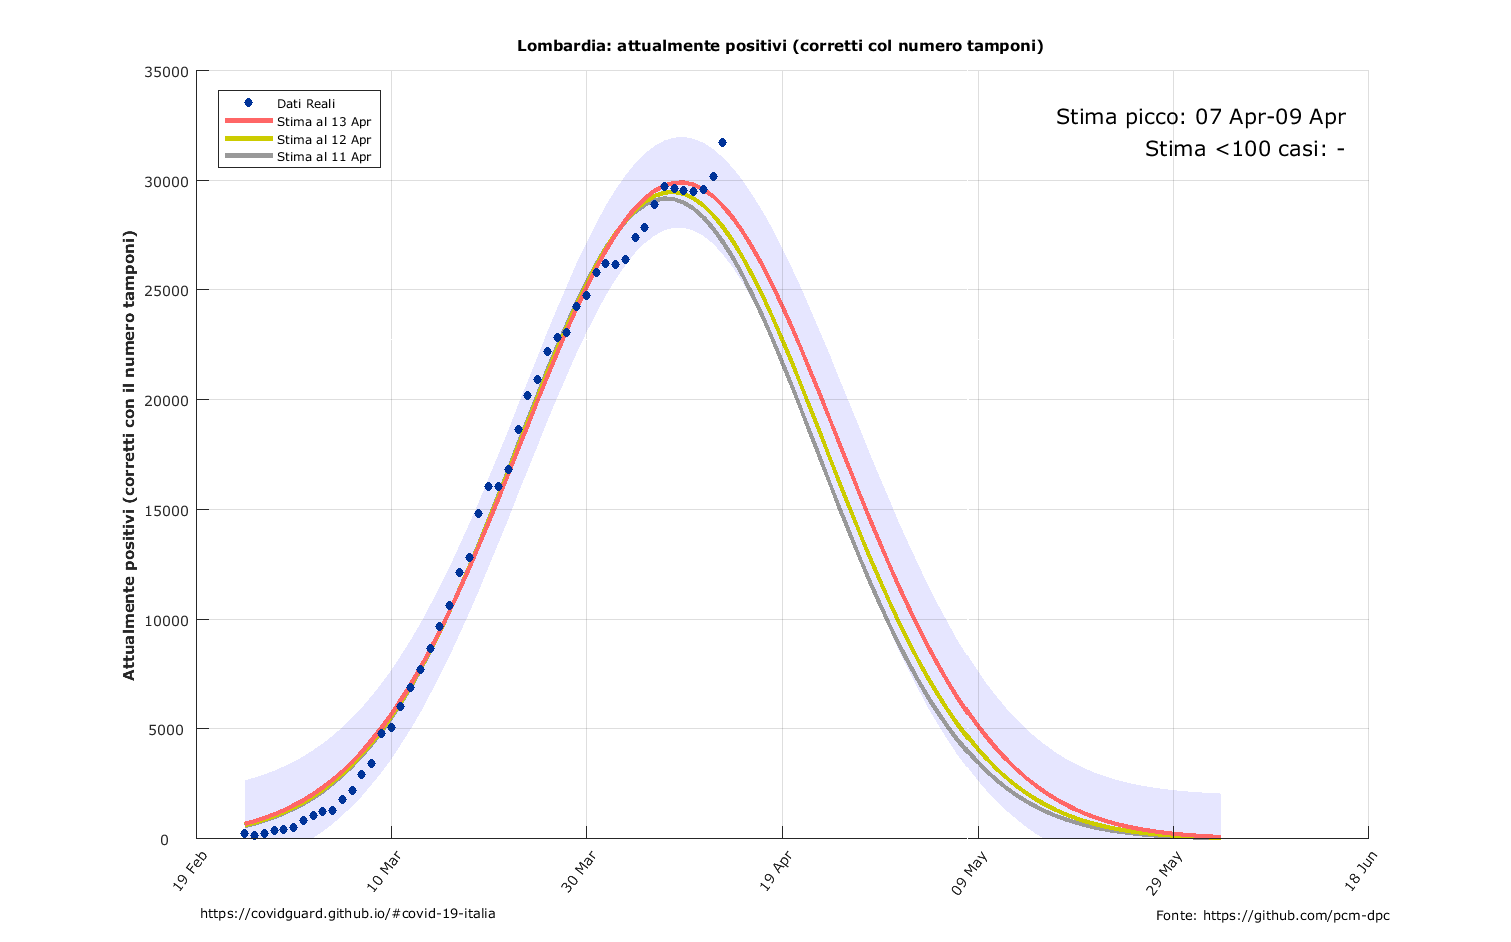 Lombardia: attualmente positivi (corretti col numero tamponi)
Stima picco: 07 Apr-09 Apr
Stima <100 casi: -
Dati Reali
Stima al 13 Apr
Stima al 12 Apr
Stima al 11 Apr
Attualmente positivi (corretti con il numero tamponi)
35000
30000
25000
20000
15000
10000
5000
0
19 Feb
10 Mar
30 Mar
19 Apr
09 May
29 May
18 Jun
https://covidguard.github.io/#covid-19-italia
Fonte: https://github.com/pcm-dpc